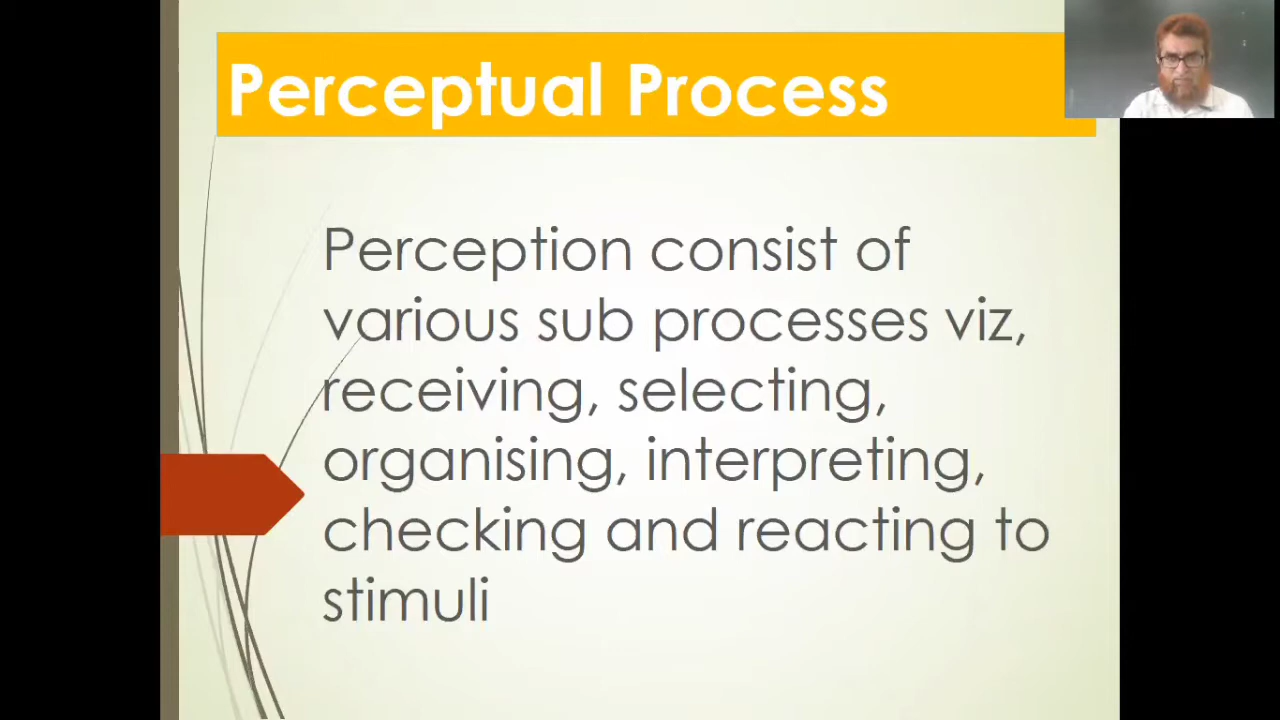 Perceptual Process
Perception consist of
various sub processes viz,
receiving, selecting,
organising, interpreting,
checking and reacting to
stimuli